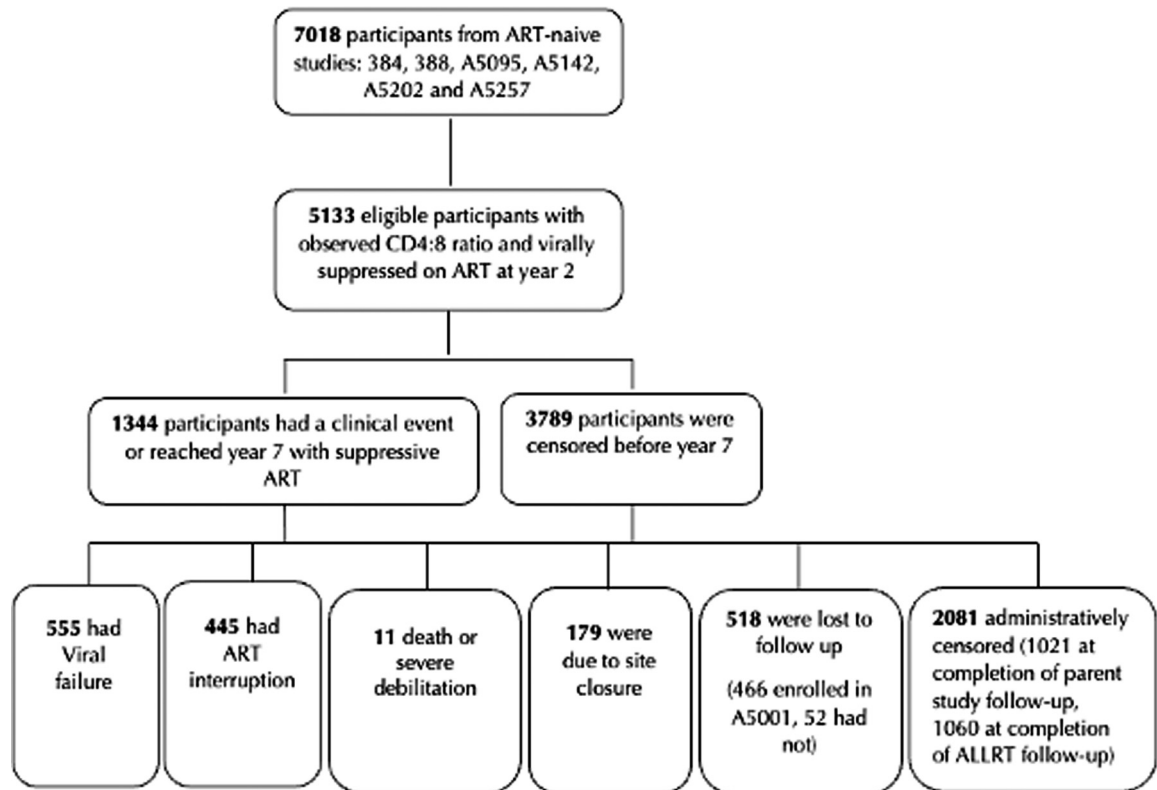 7018 participants from ART-naive
studies: 384, 388, A5095, A5142,
A5202 and A5257
5133 eligible participants with
observed CD4:8 ratio and virally
suppressed on ART at year 2
1344 participants had a clinical event
or reached year 7 with suppressive
ART
3789 participants were
censored before year 7
555 had
Viral
failure
445 had
ART
interruption
11 death or
severe
debilitation
179 were
due to site
closure
518 were lost to
follow up
(466 enrolled in
A5001, 52 had
not)
2081 administratively
censored (1021 at
completion of parent
study follow-up,
1060 at completion
of ALLRT follow-up)